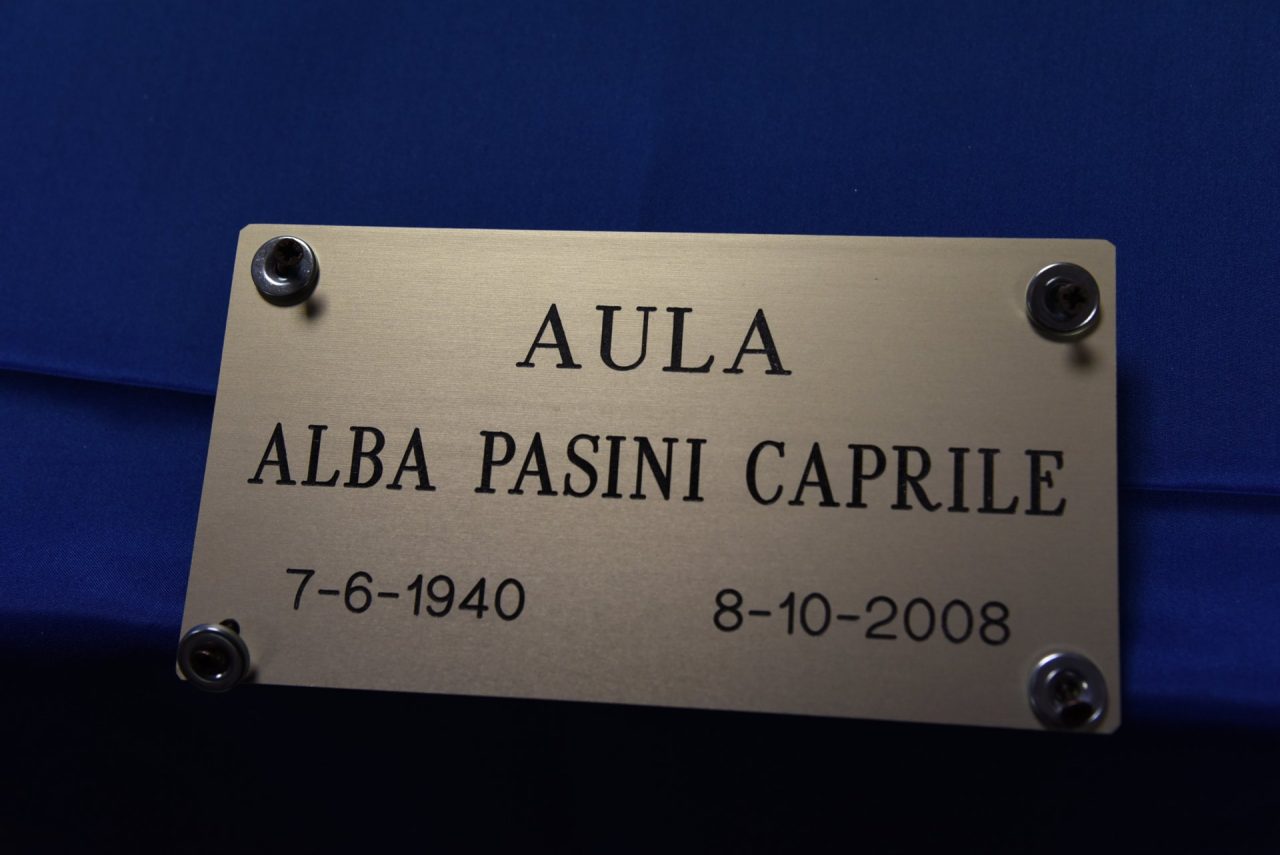 AULA
ALBA PASINI CAPRILE
7-6-1940 8-10-2008